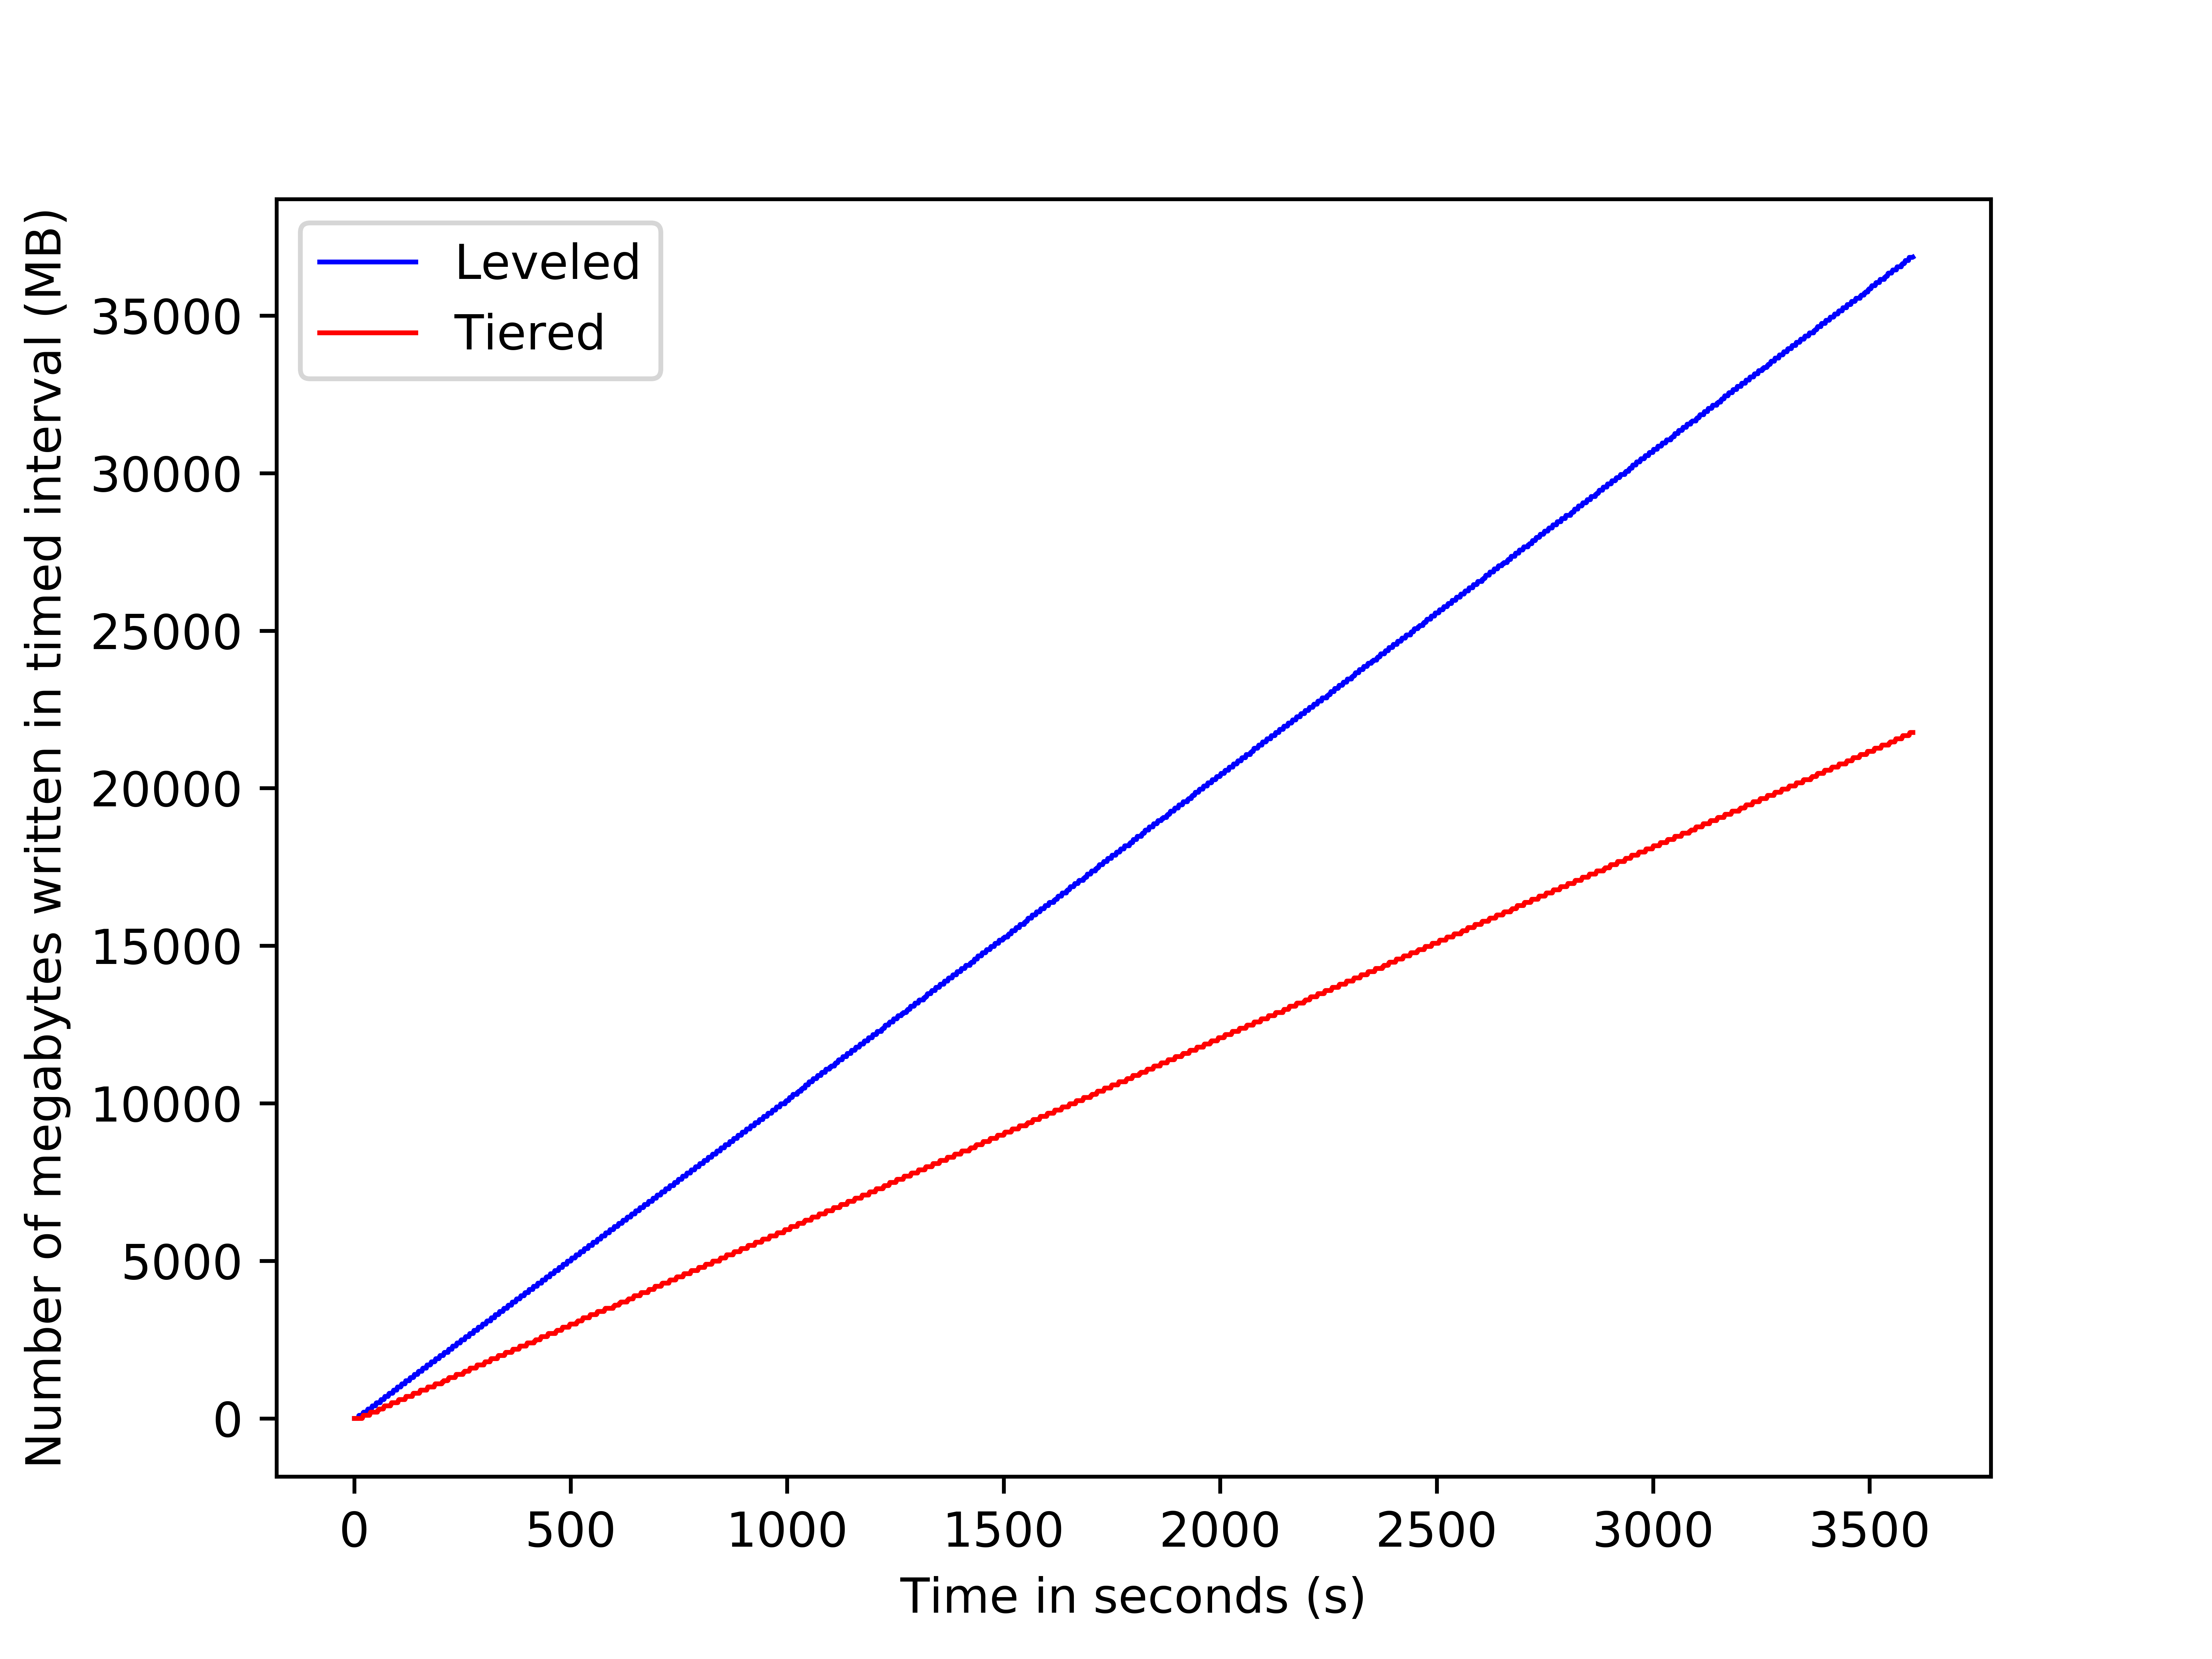 Leveled
Tiered
Number of megabytes written in timed interval (MB)
35000
30000
25000
20000
15000
10000
5000
0
0 500 1000 1500 2000 2500 3000 3500
Time in seconds (s)